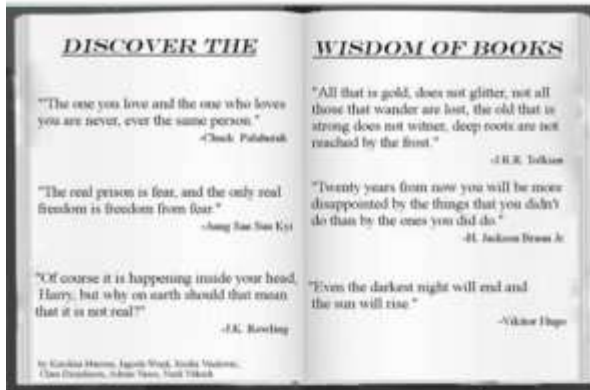 DISCOVER THE
"The one you love and the one who loves
you are never, ever the same person."
-Chuck Palahniuk
"The real prison is fear, and the only real
freedom is freedom from fear."
-Aung San Suu Kyi
"Of course it is happening inside your head,
Harry, but why on earth should that mean
that it is not real?"
-J.K. Rowling
by Karolina
WISDOM OF BOOKS
"All that is gold, does not glitter, not all
those that wander are lost, the old that is
strong does not witner, deep roots are not
reached by the frost."
-J.R.R. Tolkien
"Twenty years from now you will be more
disappointed by the things that you didn't
do than by the ones you did do."
-H. Jackson Brown Jr
"Even the darkest night will end and
the sun will rise."
-Viktor Hugo